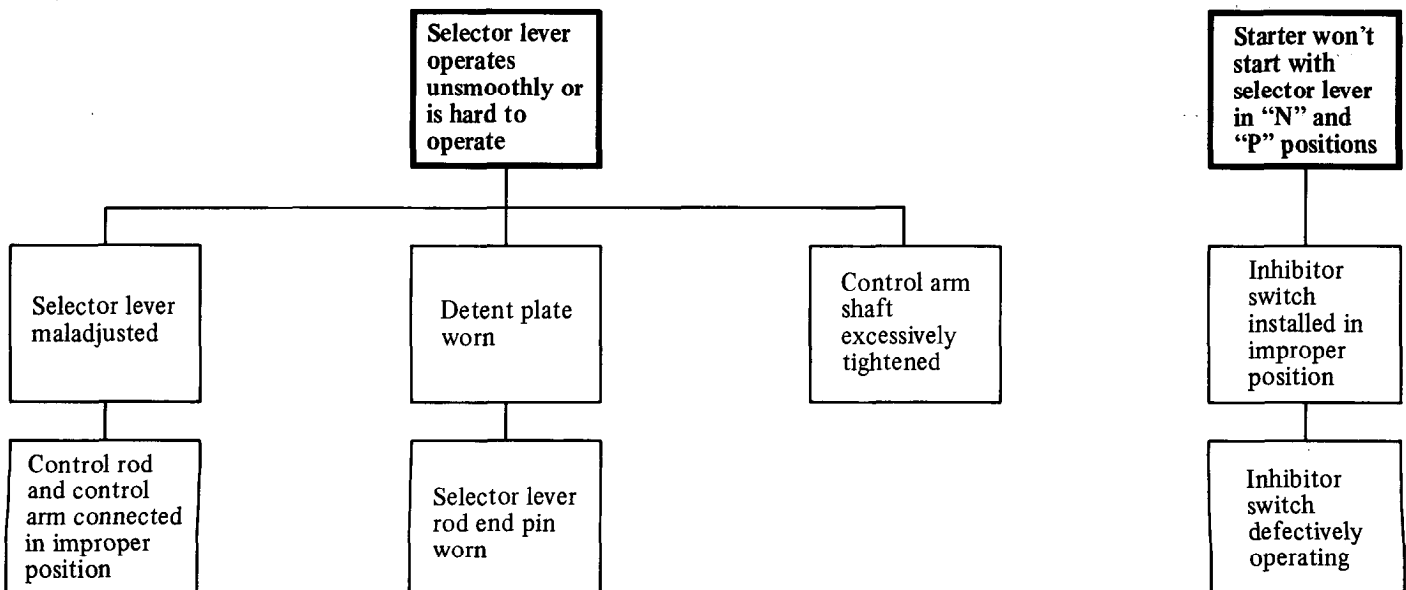 Selector lever
operates
unsmoothly or
is hard to
operate
Starter won't
start with
selector lever
in “N” and
“P” positions
Selector lever
maladjusted
Detent plate
worn
Control arm
shaft
excessively
tightened
Inhibitor
switch
installed in
improper
position
Control rod
and control
arm connected
in improper
position
Selector lever
rod end pin
worn
Inhibitor
switch
defectively
operating